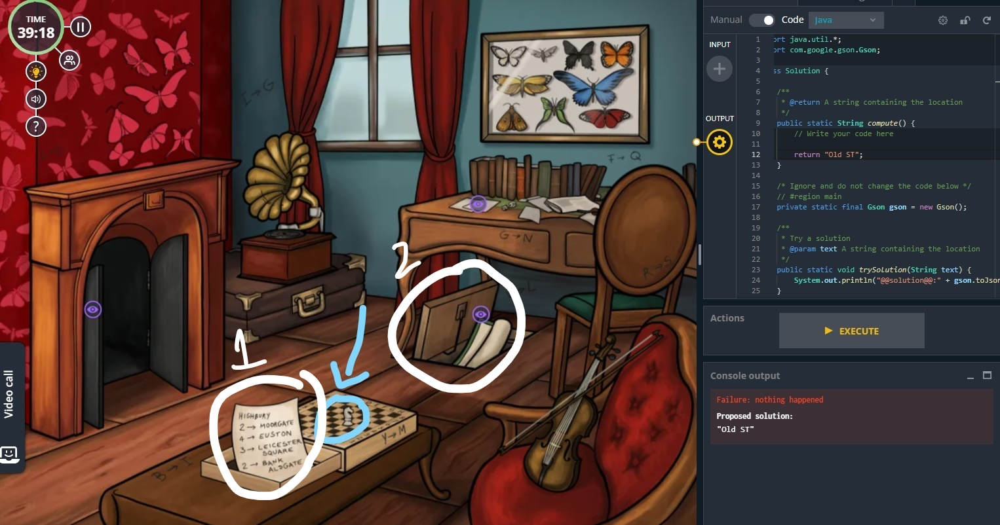 TIME
39:18
?
Video call
I→G
F→Q
G→N
R→S
L
B→I
Y→M
HIGHBURY
2→ MOORGATE
4→ EUSTON
3→ LEICESTER
SQUARE
2→ BANK
ALDGATE
1
2
Manual
Code
Java
INPUT
OUTPUT
1 ort java.util.*;
2 ort com.google.gson.Gson;
3
4 ss Solution {
5
6 /**
7 * @return A string containing the location
8 */
9 public static String compute() {
10 // Write your code here
11
12 return "Old ST";
13 }
14
15 /* Ignore and do not change the code below */
16 // #region main
17 private static final Gson gson = new Gson();
18
19 /**
20 * Try a solution
21 * @param text A string containing the location
22 */
23 public static void trySolution(String text) {
24 System.out.println("@@solution@@:" + gson.toJson
25 }
Actions
EXECUTE
Console output
Failure: nothing happened
Proposed solution:
"Old ST"